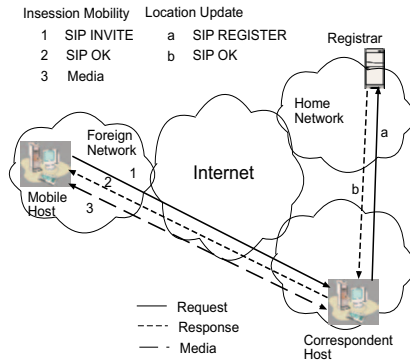 Insession Mobility Location Update
1 SIP INVITE a SIP REGISTER
2 SIP OK b SIP OK
3 Media
Registrar
Home
Network
a
Foreign
Network
Internet
b
1
2
3
Mobile
Host
Request
Response
Media
Correspondent
Host